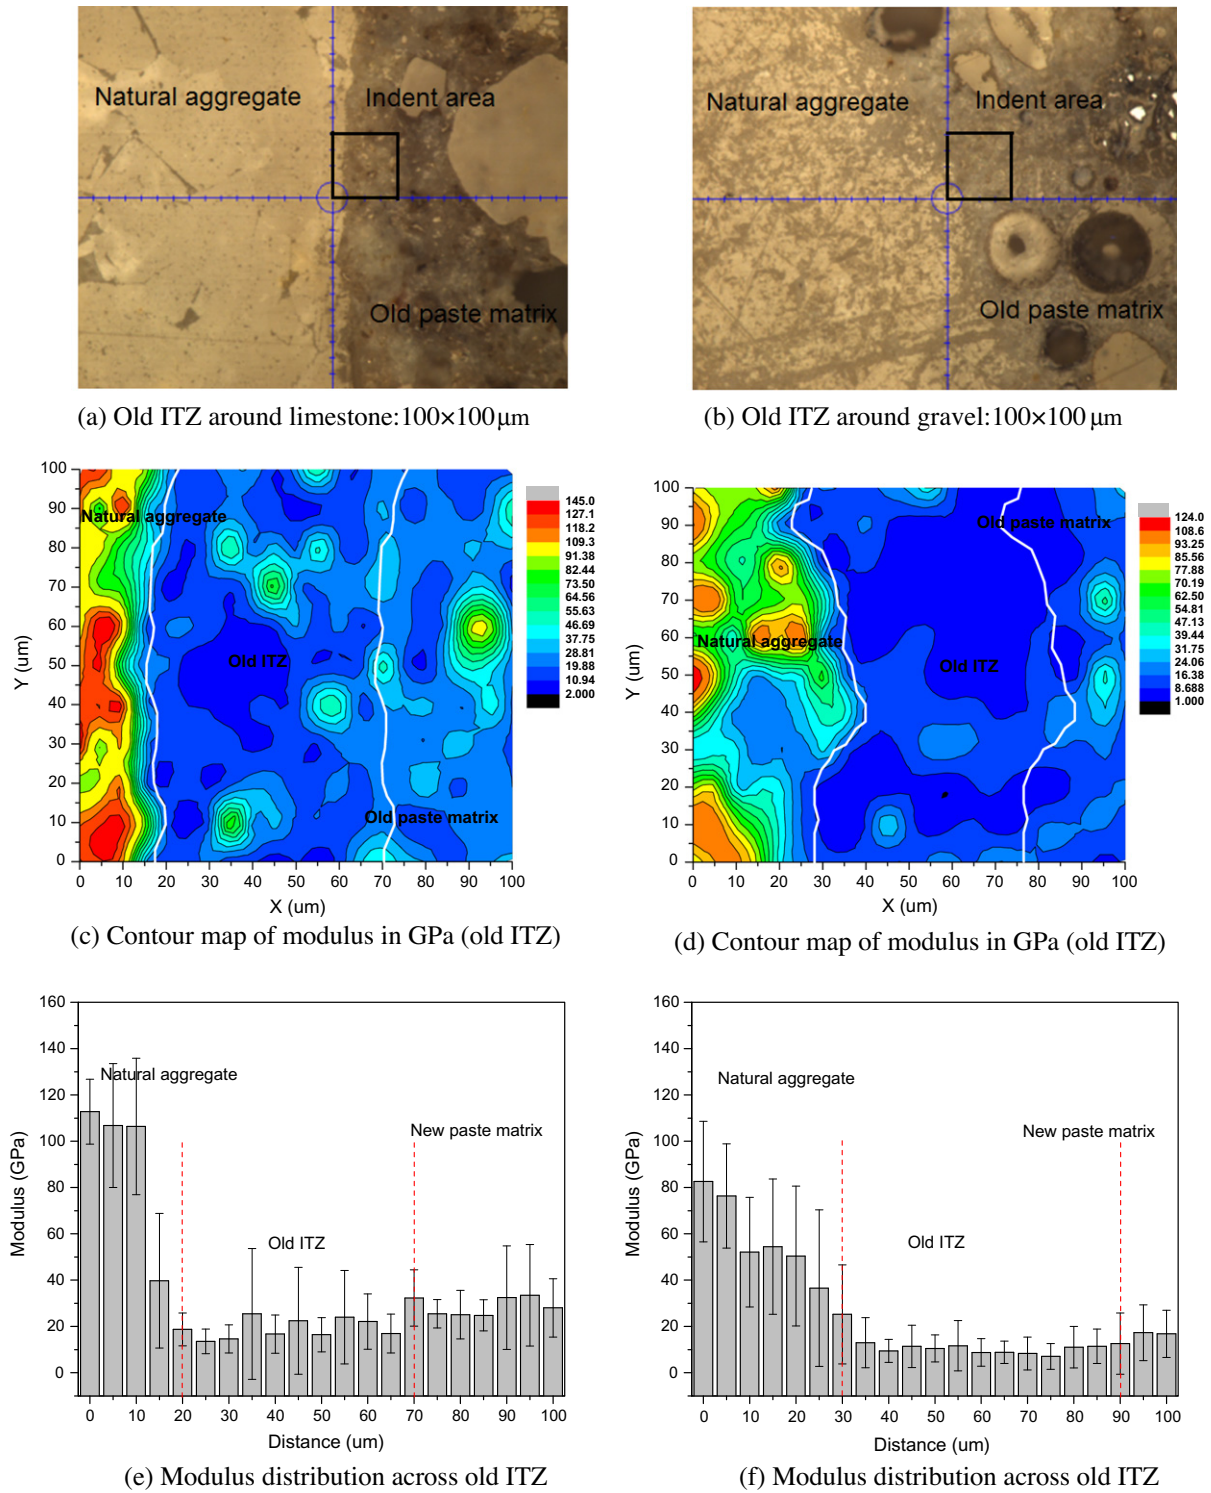 Natural aggregate
Indent area
Old paste matrix
Natural aggregate
Indent area
Old paste matrix
(a) Old ITZ around limestone:100×100μm
(b) Old ITZ around gravel:100×100μm
100
90
80
70
60
50
40
30
20
10
0
Y (um)
Natural aggregate
Old ITZ
Old paste matrix
0 10 20 30 40 50 60 70 80 90 100
X (um)
145.0
127.1
118.2
109.3
91.38
82.44
73.50
64.56
55.63
46.69
37.75
28.81
19.88
10.94
2.000
(c) Contour map of modulus in GPa (old ITZ)
100
90
80
70
60
50
40
30
20
10
0
Y (um)
Old paste matrix
Natural aggregate
Old ITZ
0 10 20 30 40 50 60 70 80 90 100
X (um)
124.0
108.6
93.25
85.56
77.88
70.19
62.50
54.81
47.13
39.44
31.75
24.06
16.38
8.688
1.000
(d) Contour map of modulus in GPa (old ITZ)
160
140
120
100
80
60
40
20
0
Modulus (GPa)
Natural aggregate
New paste matrix
Old ITZ
0 10 20 30 40 50 60 70 80 90 100
Distance (um)
(e) Modulus distribution across old ITZ
160
140
120
100
80
60
40
20
0
Modulus (GPa)
Natural aggregate
New paste matrix
Old ITZ
0 10 20 30 40 50 60 70 80 90 100
Distance (um)
(f) Modulus distribution across old ITZ